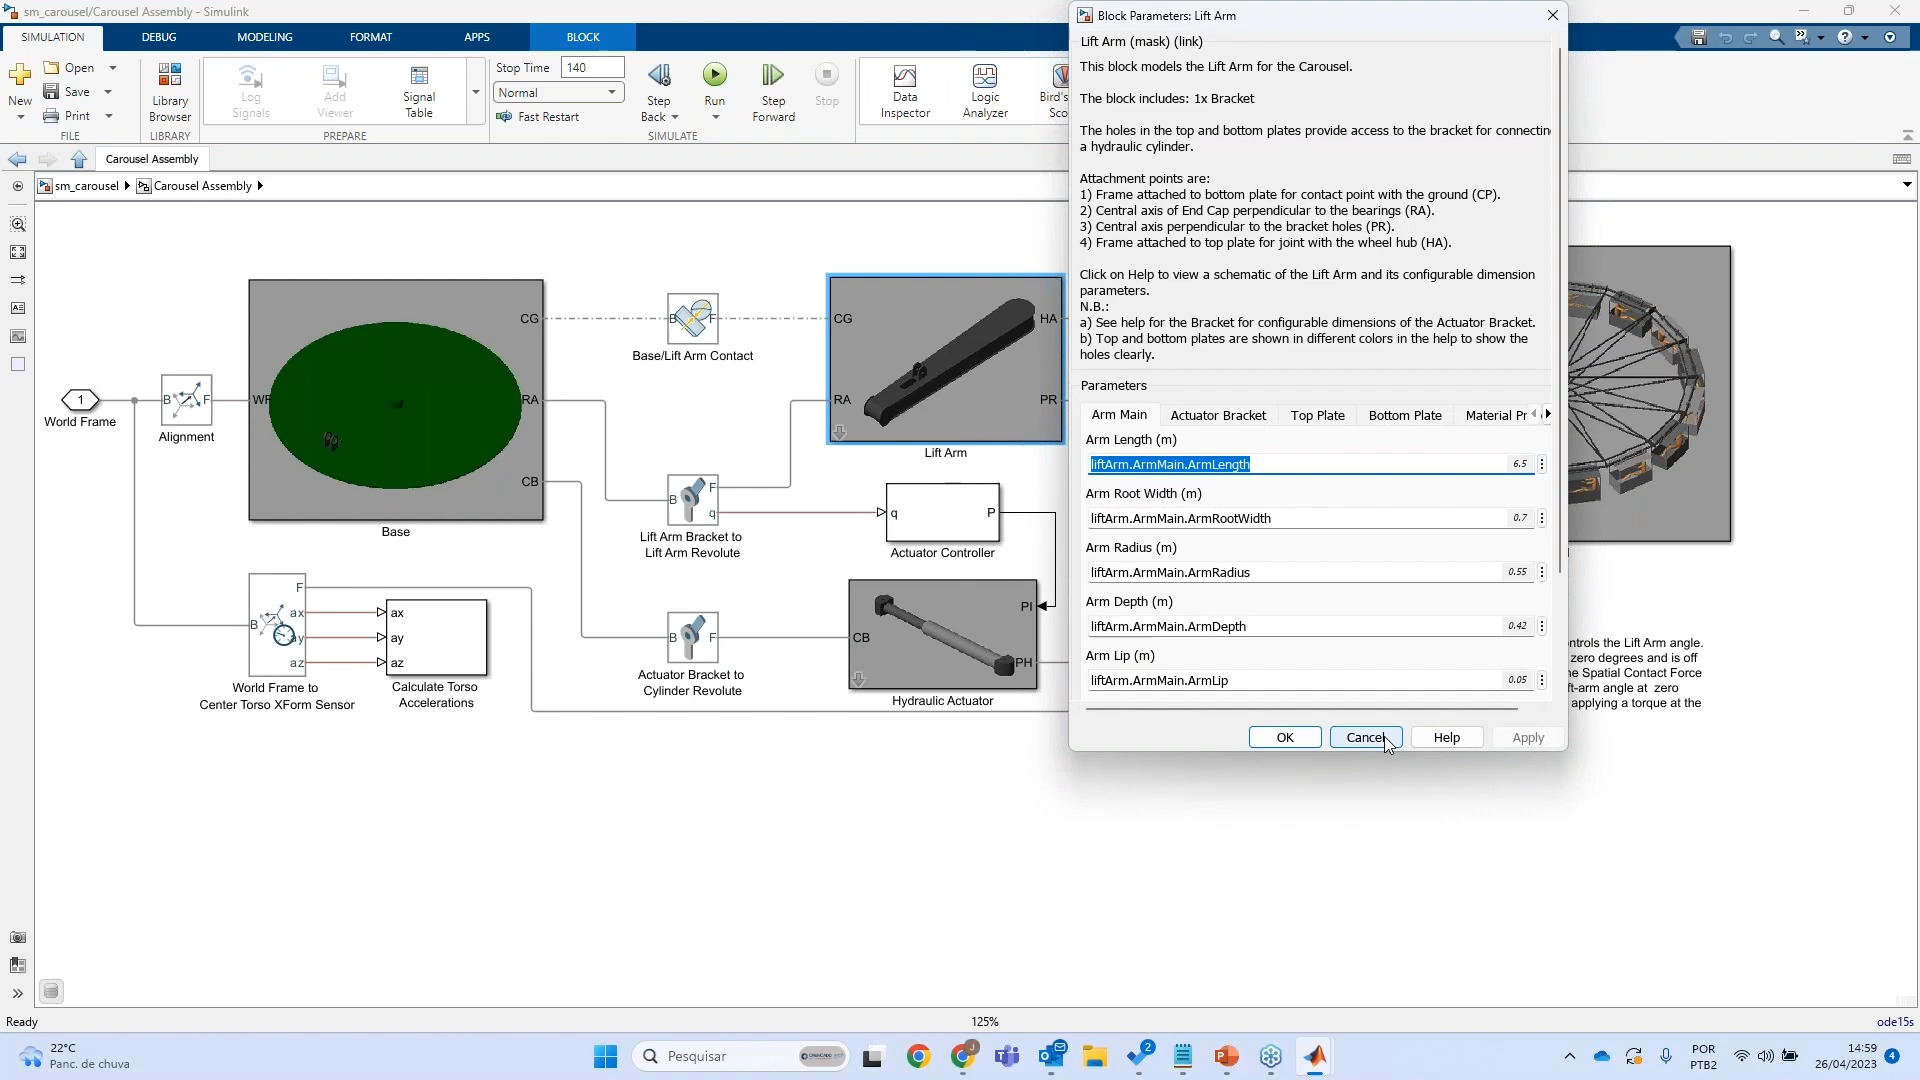 sm_carousel/Carousel Assembly - Simulink
SIMULATION
DEBUG
MODELING
FORMAT
APPS
BLOCK
New
Open
Save
Print
FILE
Library
Browser
LIBRARY
Log
Signals
Add
Viewer
Signal
Table
PREPARE
Stop Time
140
Normal
Fast Restart
Step
Back
Run
Step
Forward
Stop
SIMULATE
Data
Inspector
Logic
Analyzer
Bird's
Sco
Carousel Assembly
sm_carousel
Carousel Assembly
1
World Frame
B
F
Alignment
WF
CG
RA
CB
Base
B
F
Base/Lift Arm Contact
CG
HA
RA
PR
Lift Arm
B
F
q
Lift Arm Bracket to
Lift Arm Revolute
q
P
Actuator Controller
B
F
ax
ay
az
World Frame to
Center Torso XForm Sensor
ax
ay
az
Calculate Torso
Accelerations
B
F
Actuator Bracket to
Cylinder Revolute
PI
CB
PH
Hydraulic Actuator
ntrols the Lift Arm angle.
zero degrees and is off
he Spatial Contact Force
ft-arm angle at zero
applying a torque at the
Block Parameters: Lift Arm
Lift Arm (mask) (link)
This block models the Lift Arm for the Carousel.
The block includes: 1x Bracket
The holes in the top and bottom plates provide access to the bracket for connectin
a hydraulic cylinder.
Attachment points are:
1) Frame attached to bottom plate for contact point with the ground (CP).
2) Central axis of End Cap perpendicular to the bearings (RA).
3) Central axis perpendicular to the bracket holes (PR).
4) Frame attached to top plate for joint with the wheel hub (HA).
Click on Help to view a schematic of the Lift Arm and its configurable dimension
parameters.
N.B.:
a) See help for the Bracket for configurable dimensions of the Actuator Bracket.
b) Top and bottom plates are shown in different colors in the help to show the
holes clearly.
Parameters
Arm Main
Actuator Bracket
Top Plate
Bottom Plate
Material Pr
Arm Length (m)
liftArm.ArmMain.ArmLength
6.5
Arm Root Width (m)
liftArm.ArmMain.ArmRootWidth
0.7
Arm Radius (m)
liftArm.ArmMain.ArmRadius
0.55
Arm Depth (m)
liftArm.ArmMain.ArmDepth
0.42
Arm Lip (m)
liftArm.ArmMain.ArmLip
0.05
OK
Cancel
Help
Apply
Ready
125%
ode15s
22°C
Panc. de chuva
Pesquisar
2
POR
PTB2
14:59
26/04/2023
4